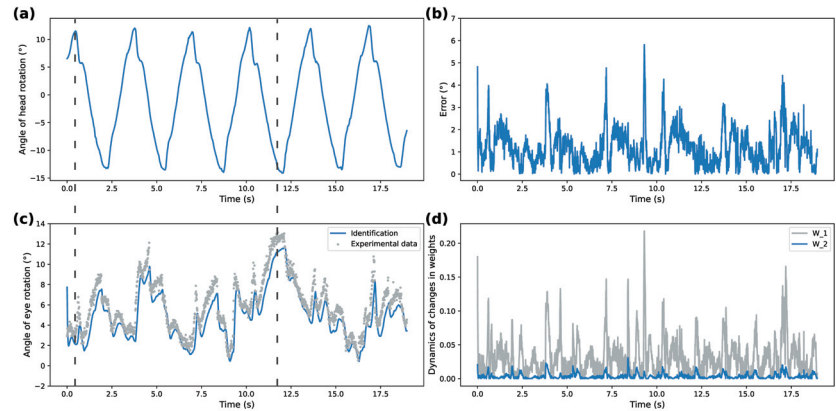 (a)
Angle of head rotation (°)
10
5
0
−5
−10
−15
0.0 2.5 5.0 7.5 10.0 12.5 15.0 17.5
Time (s)
(b)
Error (°)
7
6
5
4
3
2
1
0
0.0 2.5 5.0 7.5 10.0 12.5 15.0 17.5
Time (s)
(c)
Angle of eye rotation (°)
14
12
10
8
6
4
2
0
−2
Identification
Experimental data
0.0 2.5 5.0 7.5 10.0 12.5 15.0 17.5
Time (s)
(d)
Dynamics of changes in weights
0.20
0.15
0.10
0.05
0.00
W_1
W_2
0.0 2.5 5.0 7.5 10.0 12.5 15.0 17.5
Time (s)